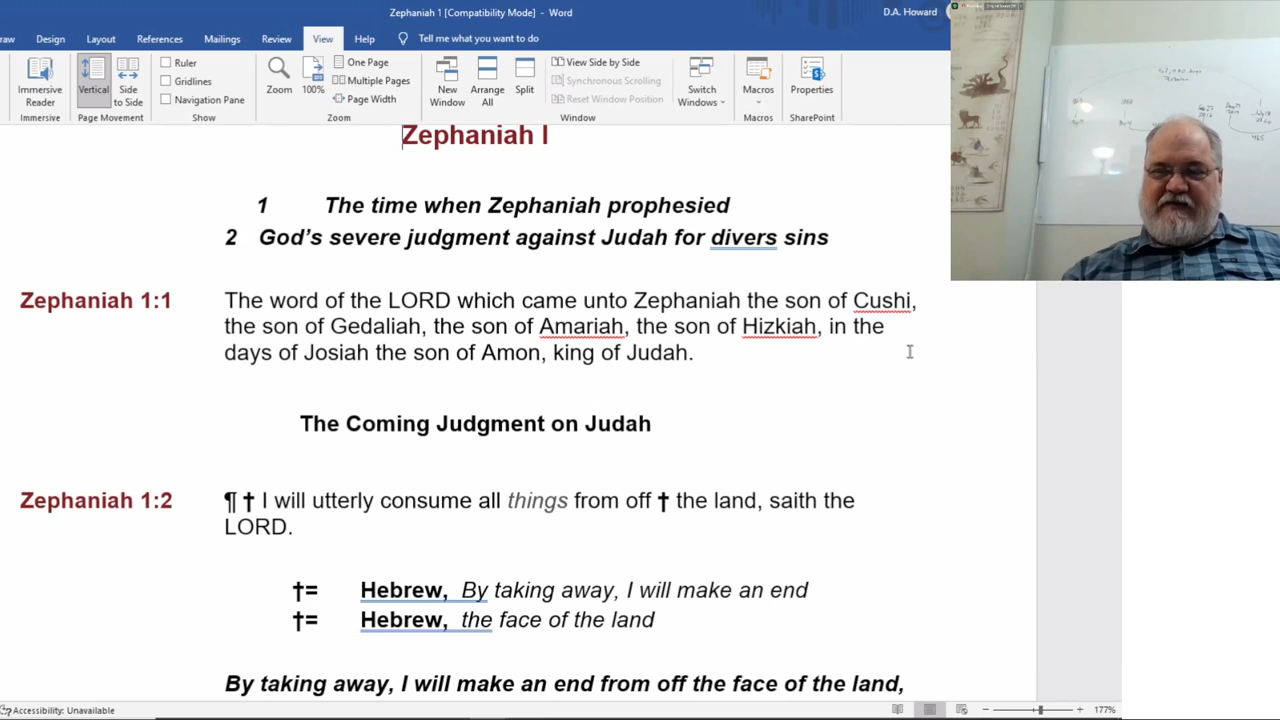 Zephaniah 1 [Compatibility Mode] - Word
D.A. Howard
raw Design Layout References Mailings Review View Help Tell me what you want to do
Immersive Reader
Immersive
Vertical
Side to Side
Page Movement
Ruler
Gridlines
Navigation Pane
Show
Zoom
100%
One Page
Multiple Pages
Page Width
Zoom
New Window
Arrange All
Split
View Side by Side
Synchronous Scrolling
Reset Window Position
Switch Windows
Window
Macros
Macros
Properties
SharePoint
Zephaniah I
1 The time when Zephaniah prophesied
2 God's severe judgment against Judah for divers sins
Zephaniah 1:1 The word of the LORD which came unto Zephaniah the son of Cushi,
the son of Gedaliah, the son of Amariah, the son of Hizkiah, in the
days of Josiah the son of Amon, king of Judah.
The Coming Judgment on Judah
Zephaniah 1:2 ¶ † I will utterly consume all things from off † the land, saith the
LORD.
†= Hebrew, By taking away, I will make an end
†= Hebrew, the face of the land
By taking away, I will make an end from off the face of the land,
Accessibility: Unavailable
177%